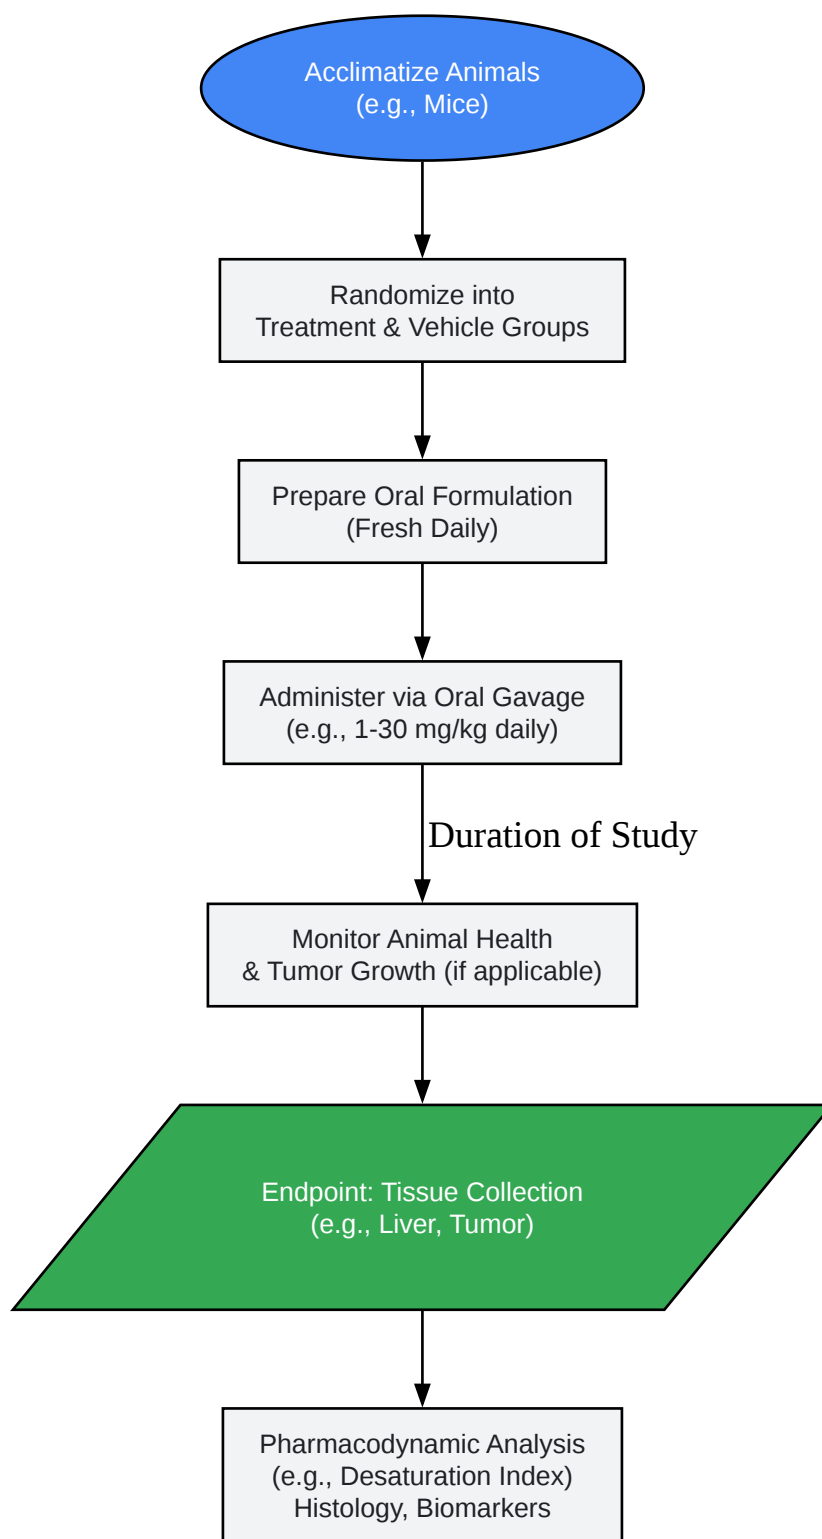 Acclimatize Animals
(e.g., Mice)
Randomize into
Treatment & Vehicle Groups
Prepare Oral Formulation
(Fresh Daily)
Administer via Oral Gavage
(e.g., 1-30 mg/kg daily)
Duration of Study
Monitor Animal Health
& Tumor Growth (if applicable)
Endpoint: Tissue Collection
(e.g., Liver, Tumor)
Pharmacodynamic Analysis
(e.g., Desaturation Index)
Histology, Biomarkers